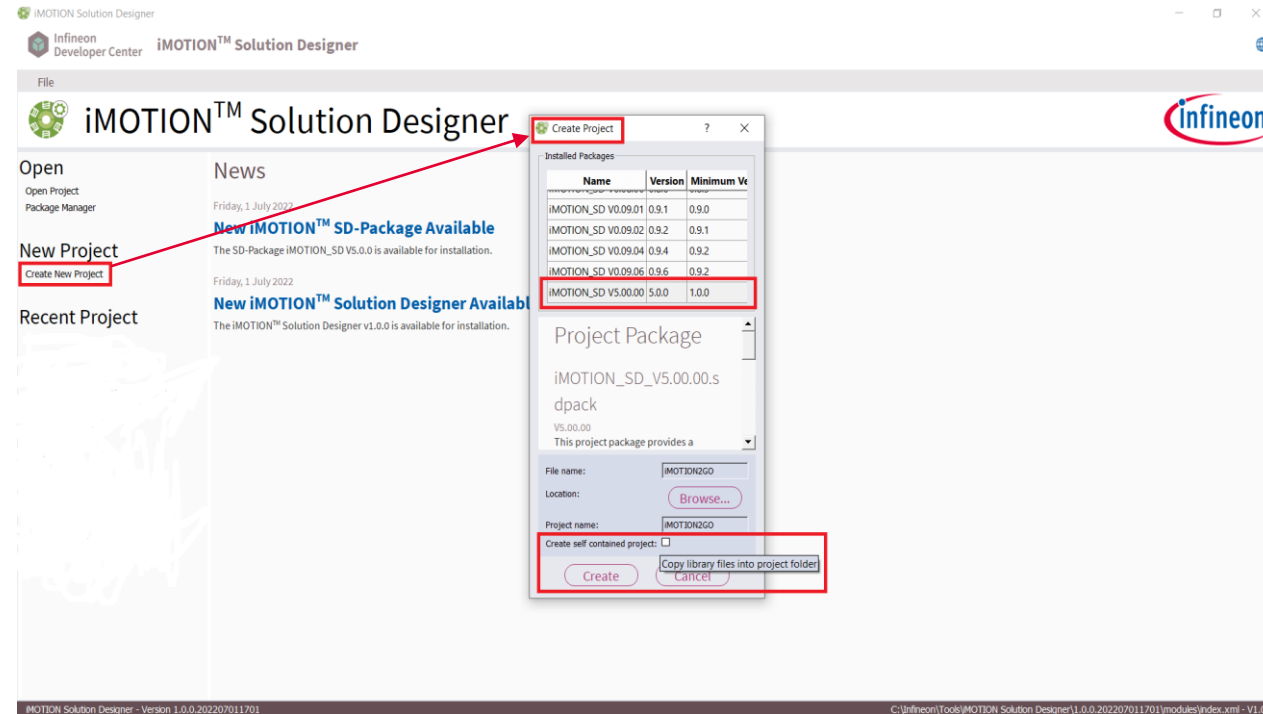 iMOTION Solution Designer
Infineon
Developer Center
iMOTION™ Solution Designer
File
iMOTION™ Solution Designer
infineon
Open
Open Project
Package Manager
New Project
Create New Project
Recent Project
News
Friday, 1 July 2022
New iMOTION™ SD-Package Available
The SD-Package iMOTION_SD V5.0.0 is available for installation.
Friday, 1 July 2022
New iMOTION™ Solution Designer Availabl
The iMOTION™ Solution Designer v1.0.0 is available for installation.
Create Project
?
Installed Packages
Name Version Minimum Ve
iMOTION_SD V0.09.01 0.9.1 0.9.0
iMOTION_SD V0.09.02 0.9.2 0.9.1
iMOTION_SD V0.09.04 0.9.4 0.9.2
iMOTION_SD V0.09.06 0.9.6 0.9.2
iMOTION_SD V5.00.00 5.0.0 1.0.0
Project Package
iMOTION_SD_V5.00.00.s
dpack
V5.00.00
This project package provides a
File name: iMOTION2GO
Location: Browse...
Project name: iMOTION2GO
Create self contained project:
Copy library files into project folder
Create Cancel
iMOTION Solution Designer - Version 1.0.0.202207011701
C:\Infineon\Tools\iMOTION Solution Designer\1.0.0.202207011701\modules\index.xml - V1.0